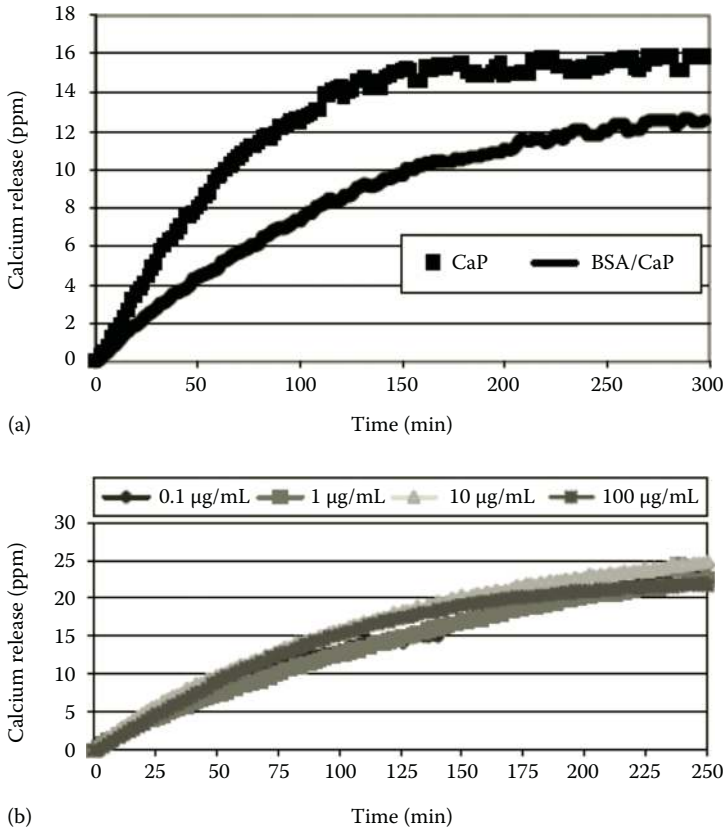 18
16
14
12
10
8
6
4
2
0
Calcium release (ppm)
CaP
BSA/CaP
0 50 100 150 200 250 300
(a)
Time (min)
0.1 µg/mL 1 µg/mL 10 µg/mL 100 µg/mL
30
25
20
15
10
5
0
Calcium release (ppm)
0 25 50 75 100 125 150 175 200 225 250
(b)
Time (min)